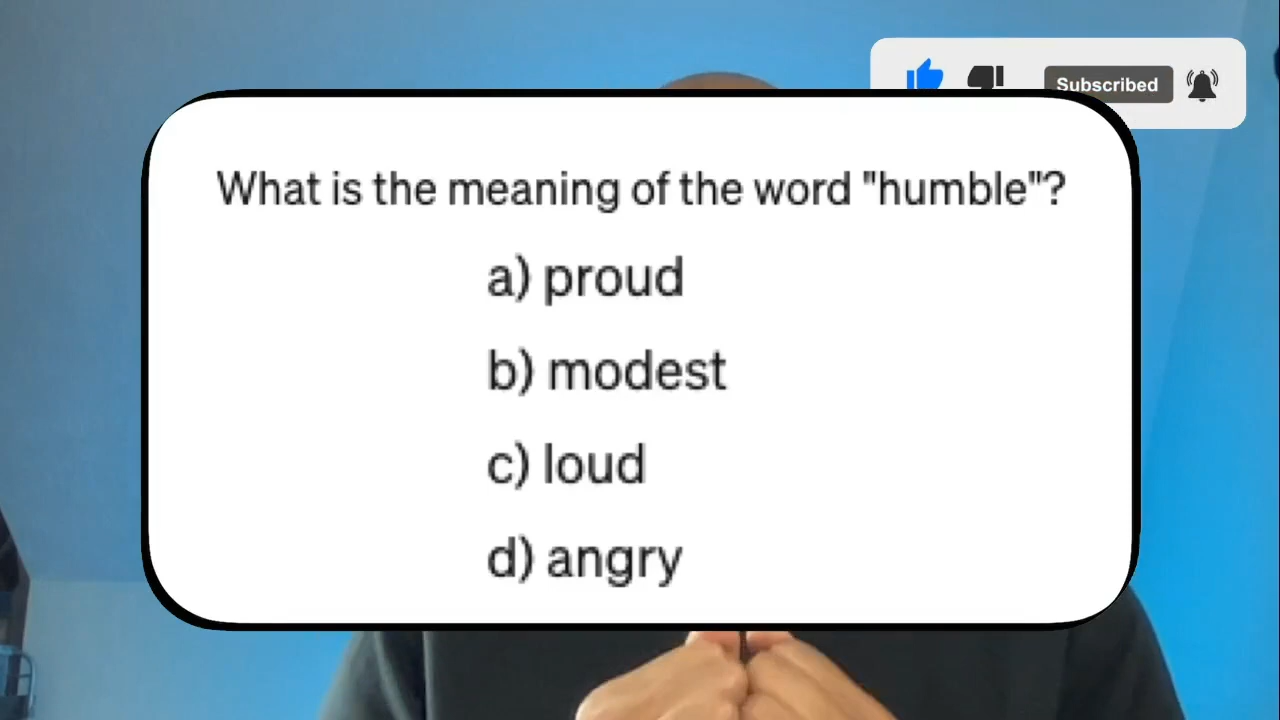 Subscribed
What is the meaning of the word "humble"?
a) proud
b) modest
c) loud
d) angry